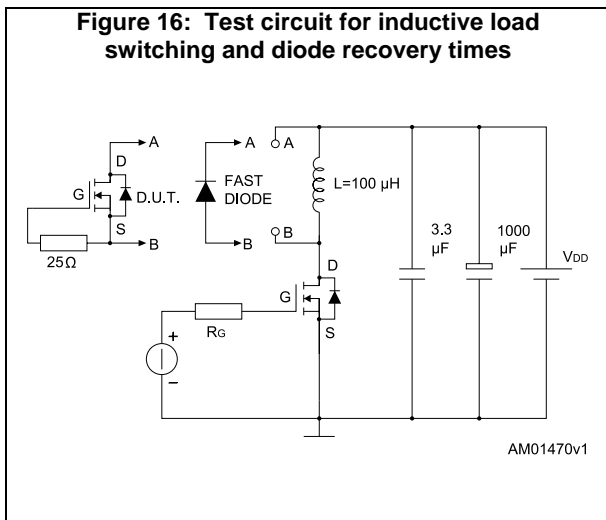 Figure 16: Test circuit for inductive load
switching and diode recovery times
A
D
G
D.U.T.
S
25Ω
B
A
FAST
DIODE
B
A
L=100 µH
B
D
G
S
RG
+
–
3.3
µF
1000
µF
VDD
AM01470v1